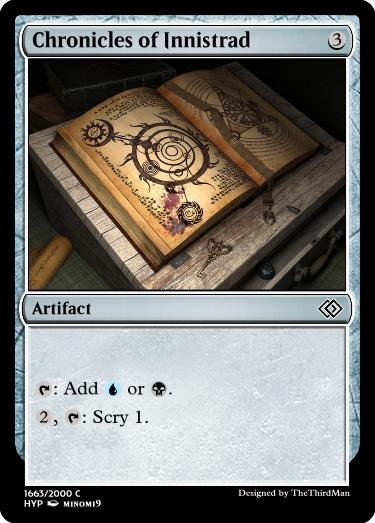 Chronicles of Innistrad 3
Artifact
: Add or .
2, : Scry 1.
1663/2000 C
HYP MINOMI9
Designed by TheThirdMan